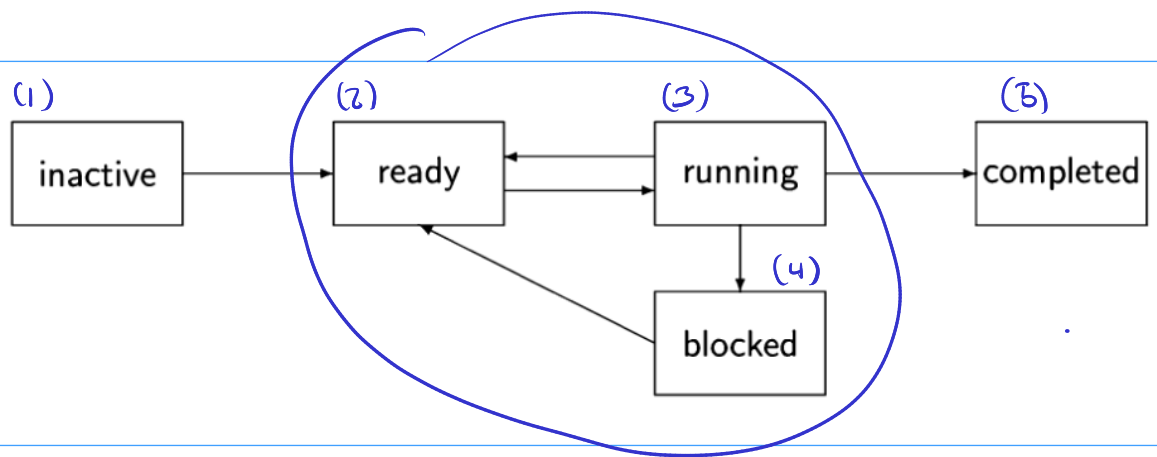 (1) (2) (3) (5)
inactive ready running completed
(4)
blocked